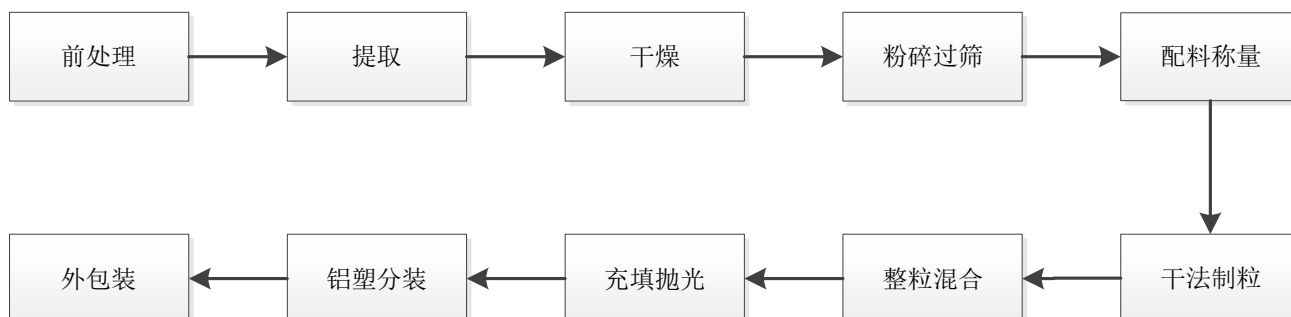 前处理
提取
干燥
粉碎过筛
配料称量
外包装
铝塑分装
充填抛光
整粒混合
干法制粒